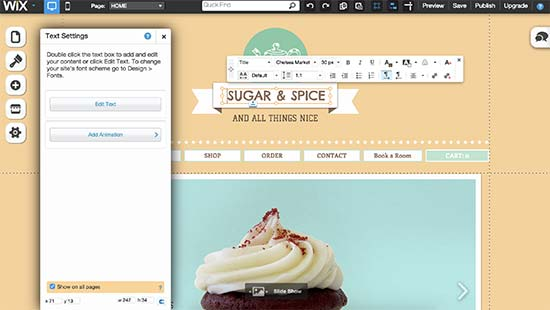 WiX Page: HOME Quick Find Preview Save Publish Upgrade
Text Settings
Double click the text box to add and edit
your content or click Edit Text. To change
your site's font scheme go to Design >
Fonts.
Edit Text
Add Animation
Show on all pages
x:71 y:13 w:247 h:34
Title Chelsea Market 30 px
Default 1.1
SUGAR & SPICE
AND ALL THINGS NICE
SHOP ORDER CONTACT Book a Room CART: 0
Slide Show